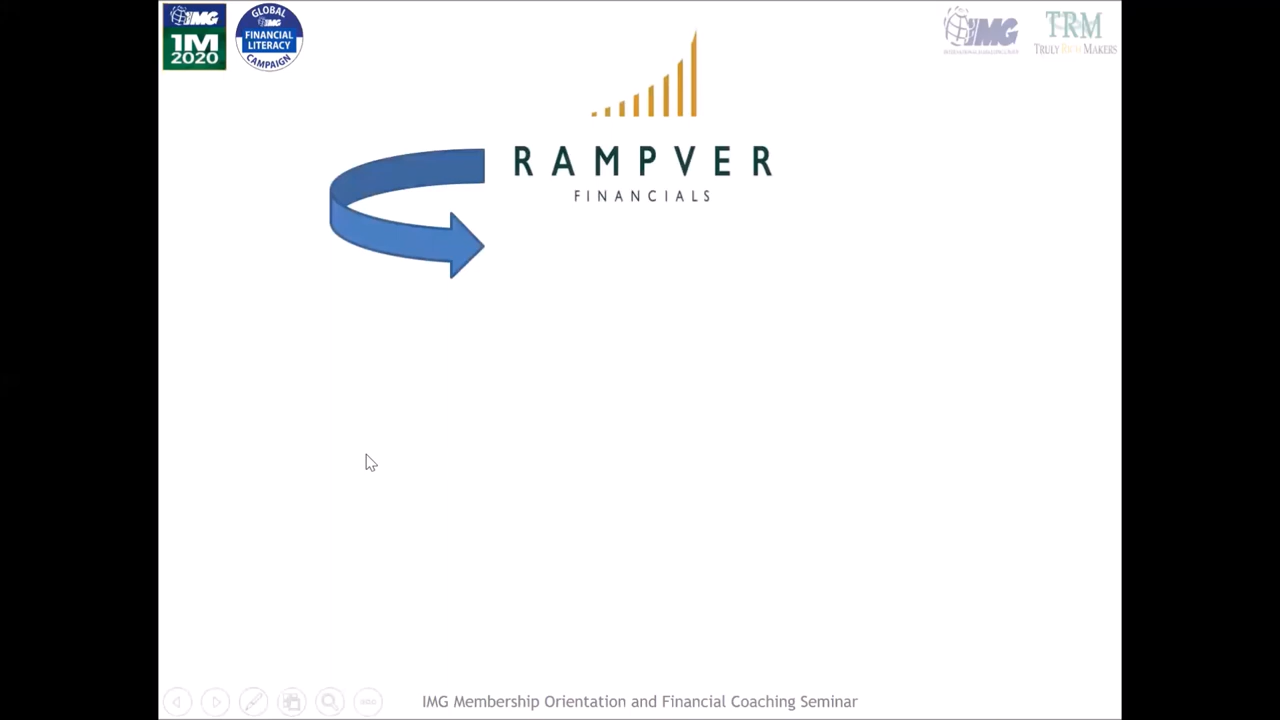 IMG
1M
2020
GLOBAL
IMG
FINANCIAL
LITERACY
CAMPAIGN
IMG
TRM
TRULY RICH MAKERS
RAMPVER
FINANCIALS
IMG Membership Orientation and Financial Coaching Seminar